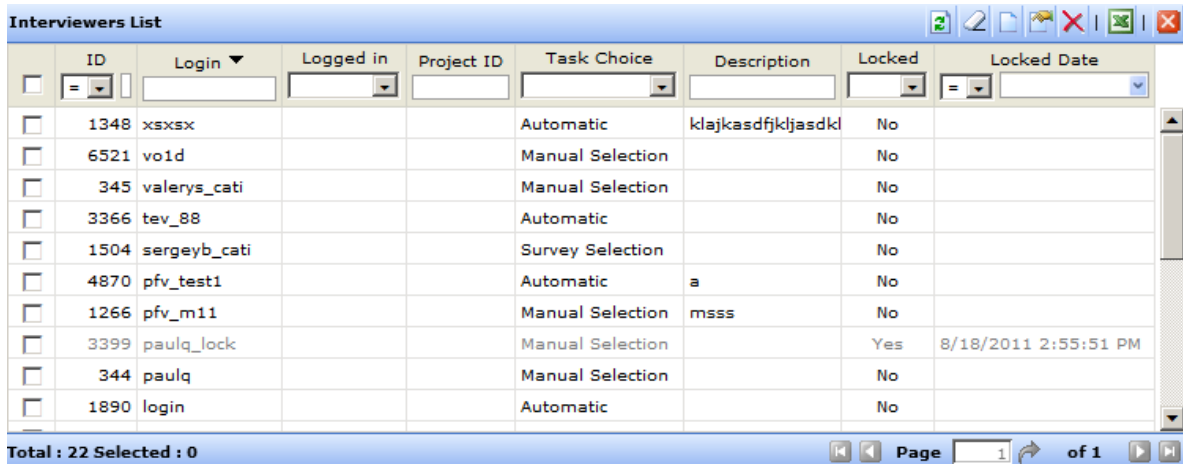 Interviewers List
ID Login Logged in Project ID Task Choice Description Locked Locked Date
= =
1348 xsxsx Automatic klajkasdfjkljasdkl No
6521 vo1d Manual Selection No
345 valerys_cati Manual Selection No
3366 tev_88 Automatic No
1504 sergeyb_cati Survey Selection No
4870 pfv_test1 Automatic a No
1266 pfv_m11 Manual Selection msss No
3399 paulq_lock Manual Selection Yes 8/18/2011 2:55:51 PM
344 paulq Manual Selection No
1890 login Automatic No
Total : 22 Selected : 0 Page 1 of 1